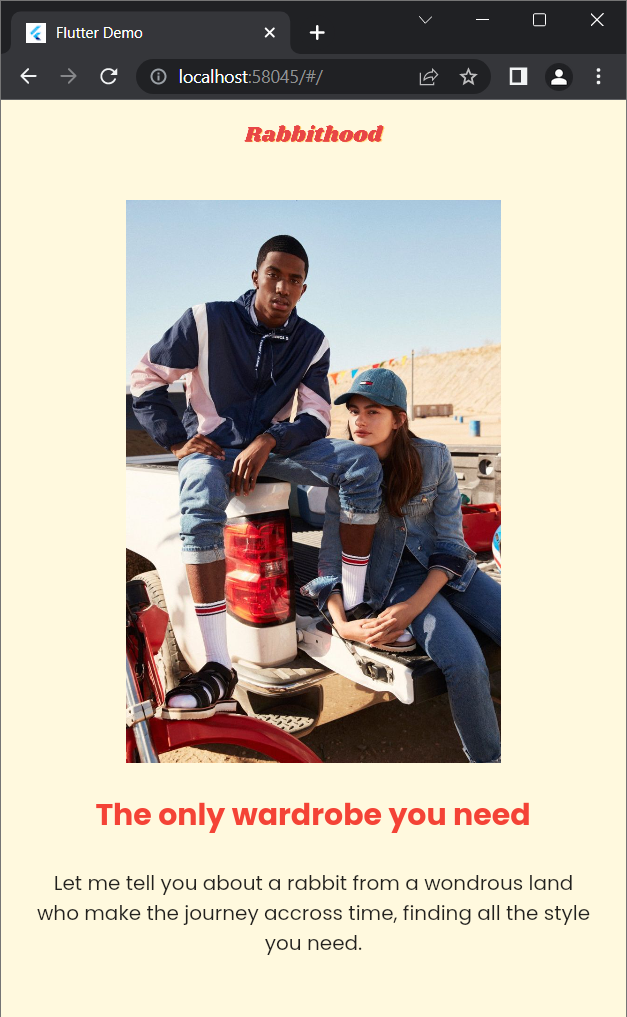 Flutter Demo
localhost:58045/#/
Rabbithood
The only wardrobe you need
Let me tell you about a rabbit from a wondrous land
who make the journey accross time, finding all the style
you need.